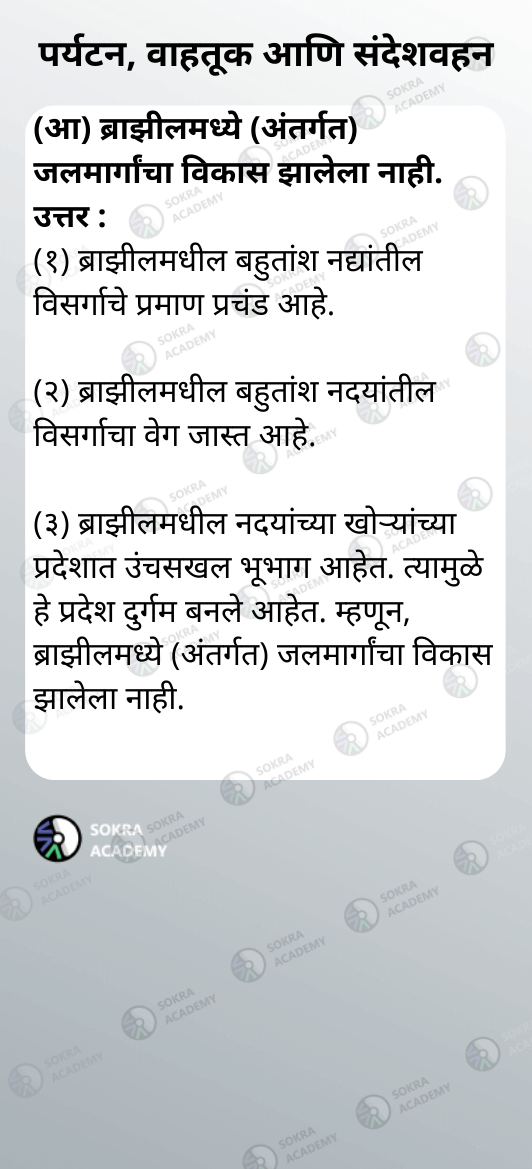 पर्यटन, वाहतूक आणि संदेशवहन
(आ) ब्राझीलमध्ये (अंतर्गत)
जलमार्गांचा विकास झालेला नाही.
उत्तर :
(१) ब्राझीलमधील बहुतांश नद्यांतील
विसर्गाचे प्रमाण प्रचंड आहे.
(२) ब्राझीलमधील बहुतांश नदयांतील
विसर्गाचा वेग जास्त आहे.
(३) ब्राझीलमधील नदयांच्या खोऱ्यांच्या
प्रदेशात उंचसखल भूभाग आहेत. त्यामुळे
हे प्रदेश दुर्गम बनले आहेत. म्हणून,
ब्राझीलमध्ये (अंतर्गत) जलमार्गांचा विकास
झालेला नाही.
SOKRA
ACADEMY